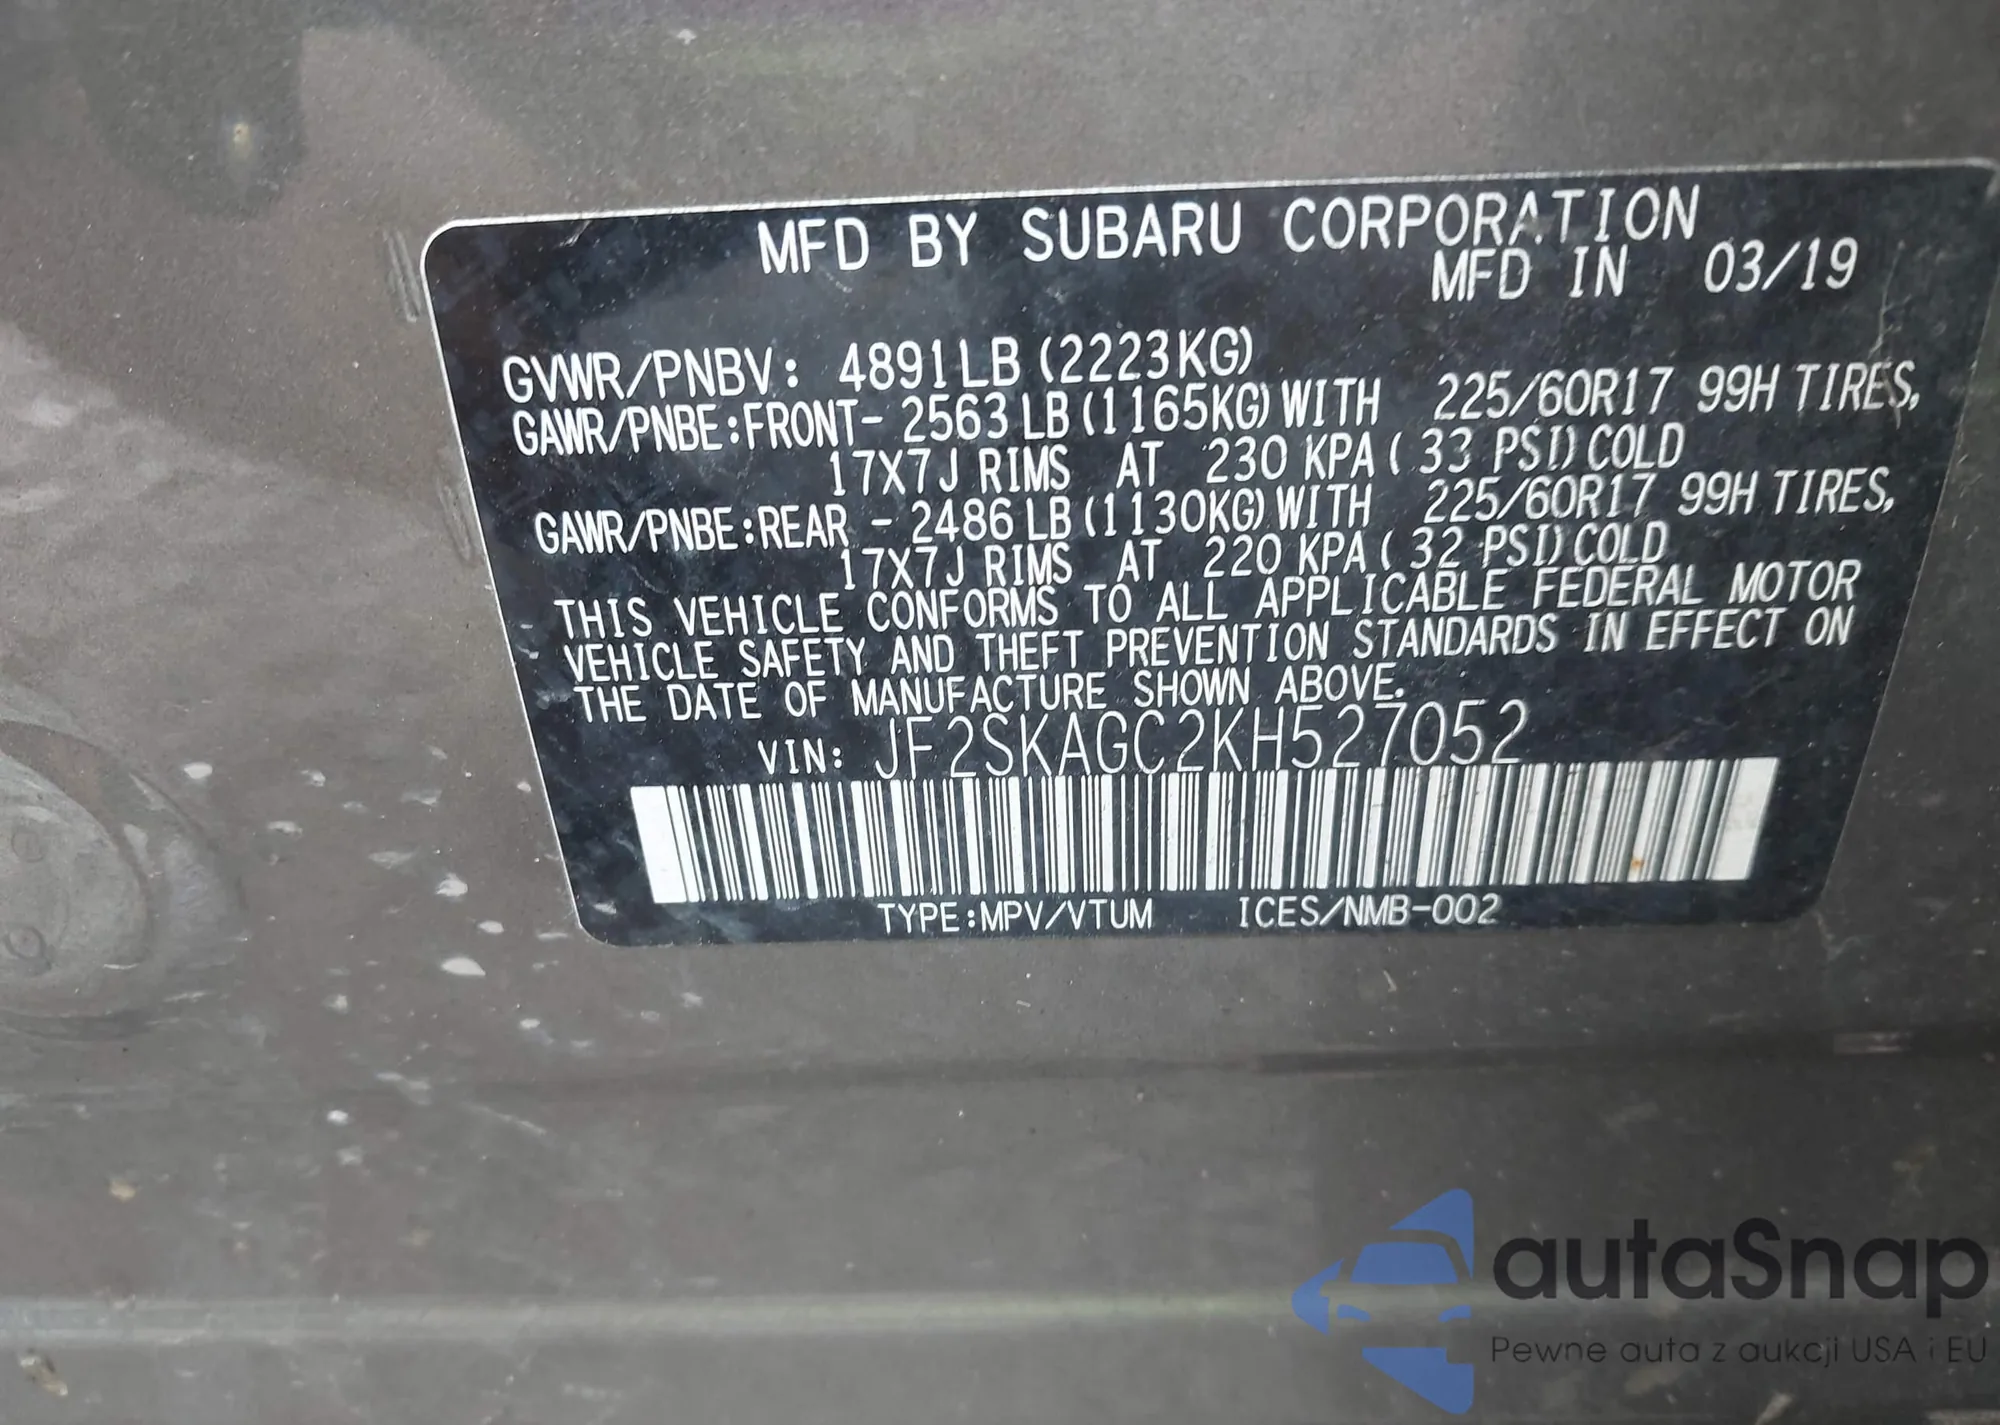 MFD BY SUBARU CORPORATION
MFD IN 03/19
GVWR/PNBV: 4891LB (2223KG)
GAWR/PNBE:FRONT- 2563 LB (1165KG) WITH 225/60R17 99H TIRES,
17X7J RIMS AT 230 KPA ( 33 PSI) COLD
GAWR/PNBE:REAR - 2486 LB (1130KG) WITH 225/60R17 99H TIRES,
17X7J RIMS AT 220 KPA ( 32 PSI) COLD
THIS VEHICLE CONFORMS TO ALL APPLICABLE FEDERAL MOTOR
VEHICLE SAFETY AND THEFT PREVENTION STANDARDS IN EFFECT ON
THE DATE OF MANUFACTURE SHOWN ABOVE.
VIN: JF2SKAGC2KH527052
TYPE:MPV/VTUM ICES/NMB-002
autaSnap
Pewne auta z aukcji USA i EU